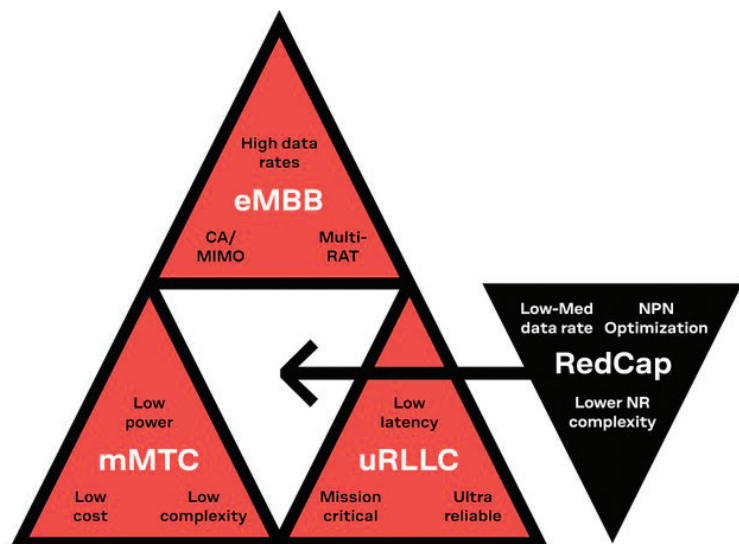 High data
rates
eMBB
CA/
MIMO
Multi-
RAT
Low-Med
data rate
NPN
Optimization
RedCap
Lower NR
complexity
Low
power
mMTC
Low
cost
Low
complexity
Low
latency
uRLLC
Mission
critical
Ultra
reliable